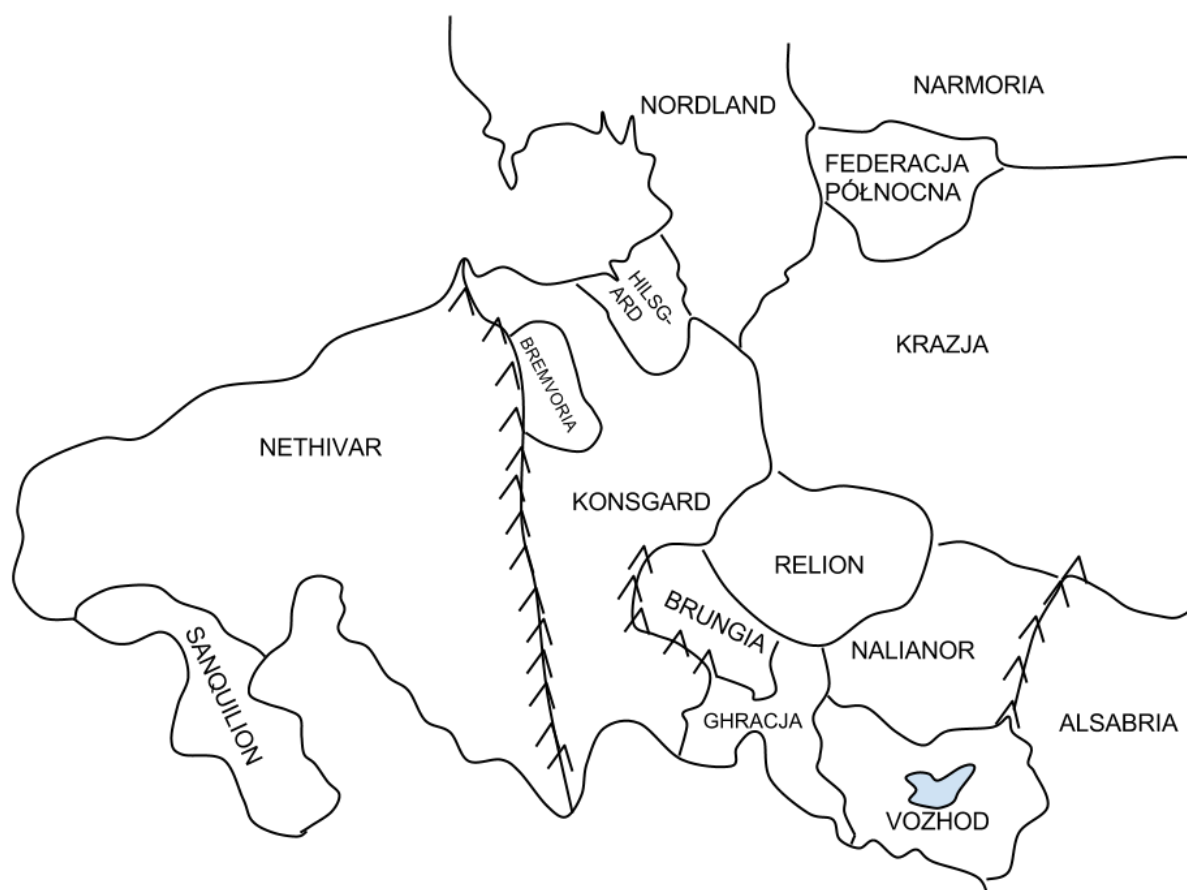 NARMORIA
NORDLAND
FEDERACJA
PÓŁNOCNA
HILSG-
ARD
KRAZJA
BREMVORIA
NETHIVAR
KONSGARD
RELION
BRUNGIA
NALIANOR
SANQUILION
GHRACJA
ALSABRIA
VOZHOD